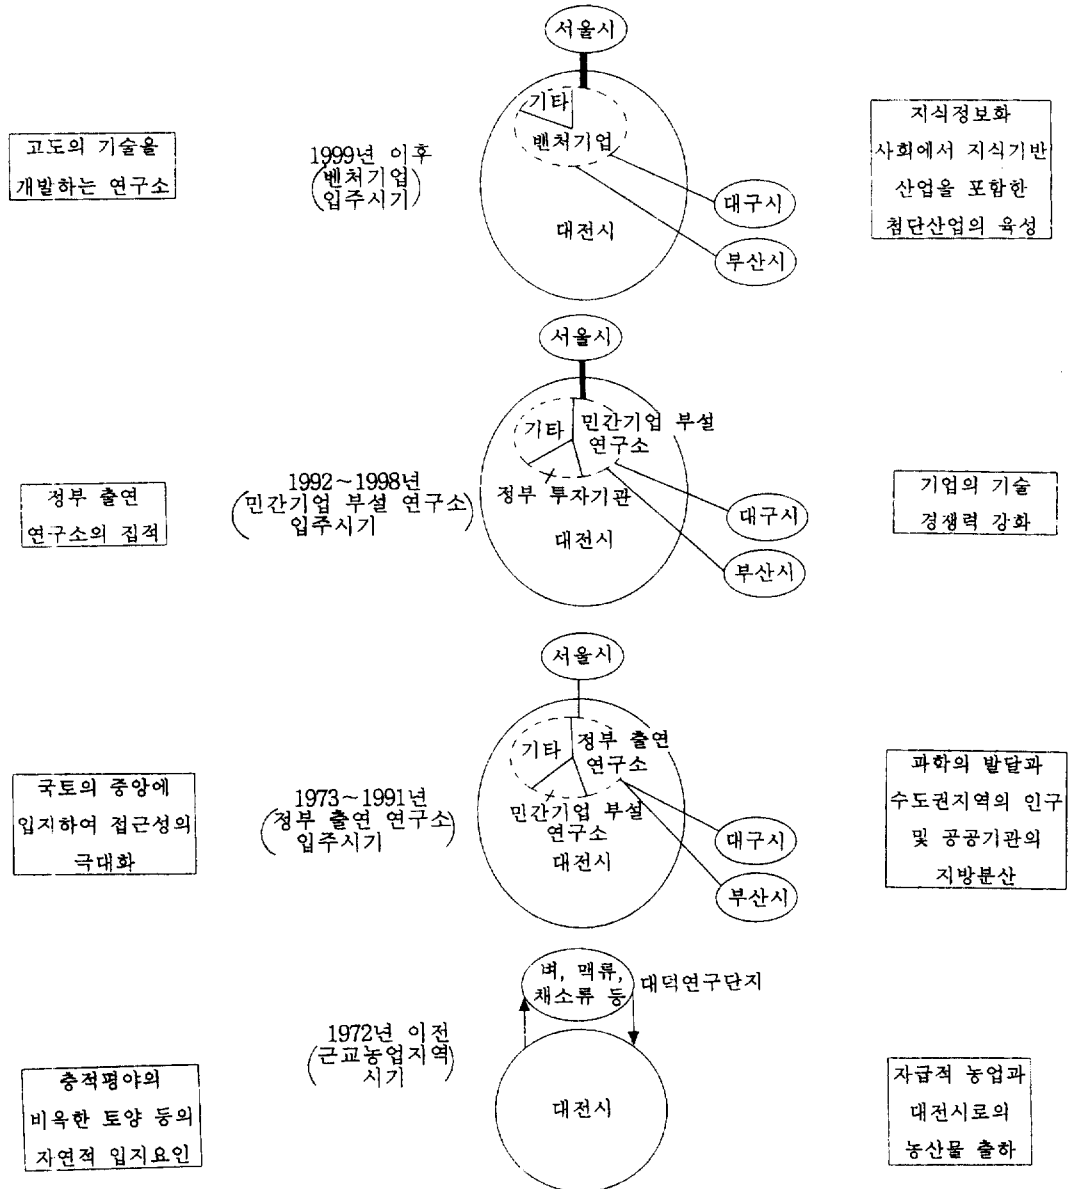 서울시
기타
벤처기업
대구시
부산시
대전시
고도의 기술을
개발하는 연구소
1999년 이후
(벤처기업)
입주시기
지식정보화
사회에서 지식기반
산업을 포함한
첨단산업의 육성
서울시
기타
민간기업 부설
연구소
정부 투자기관
대전시
대구시
부산시
정부 출연
연구소의 집적
1992~1998년
(민간기업 부설 연구소)
입주시기
기업의 기술
경쟁력 강화
서울시
기타
정부 출연
연구소
민간기업 부설
연구소
대전시
대구시
부산시
국토의 중앙에
입지하여 접근성의
극대화
1973~1991년
(정부 출연 연구소)
입주시기
과학의 발달과
수도권지역의 인구
및 공공기관의
지방분산
벼, 맥류,
채소류 등
대덕연구단지
대전시
1972년 이전
(근교농업지역)
시기
충적평야의
비옥한 토양 등의
자연적 입지요인
자급적 농업과
대전시로의
농산물 출하